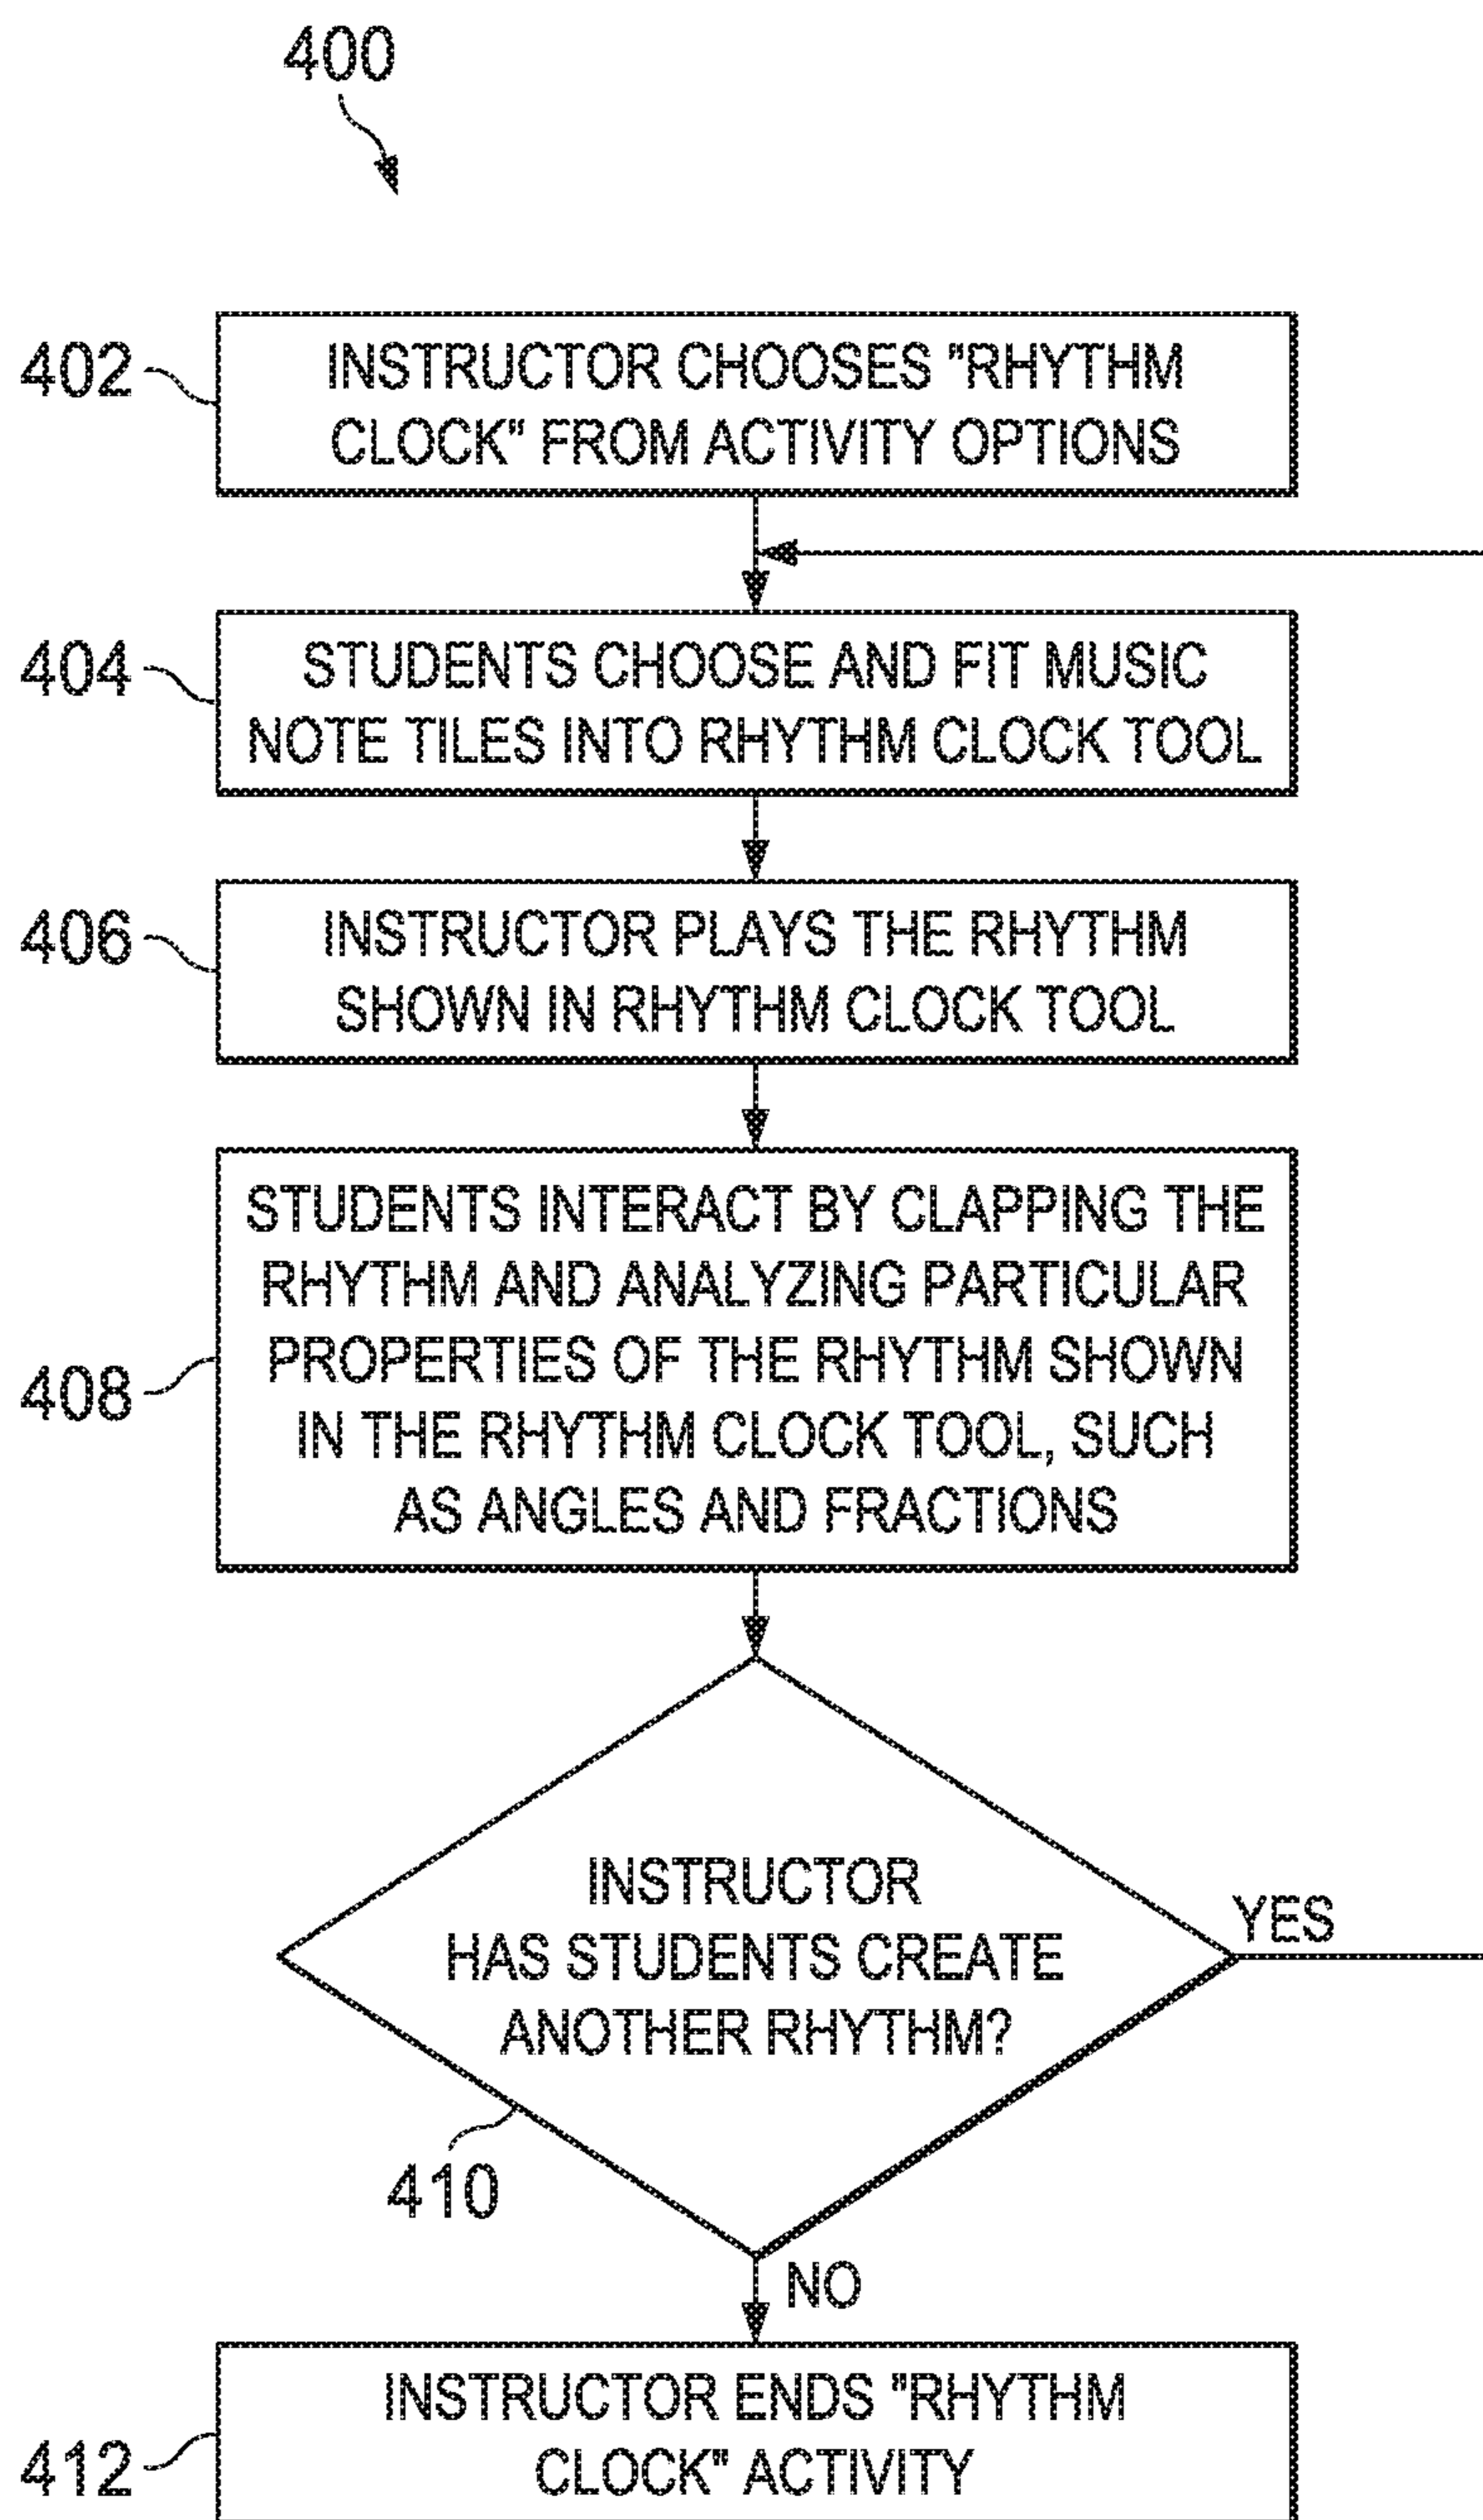 400
402
INSTRUCTOR CHOOSES "RHYTHM
CLOCK" FROM ACTIVITY OPTIONS
404
STUDENTS CHOOSE AND FIT MUSIC
NOTE TILES INTO RHYTHM CLOCK TOOL
406
INSTRUCTOR PLAYS THE RHYTHM
SHOWN IN RHYTHM CLOCK TOOL
408
STUDENTS INTERACT BY CLAPPING THE
RHYTHM AND ANALYZING PARTICULAR
PROPERTIES OF THE RHYTHM SHOWN
IN THE RHYTHM CLOCK TOOL, SUCH
AS ANGLES AND FRACTIONS
INSTRUCTOR
HAS STUDENTS CREATE
ANOTHER RHYTHM?
YES
410
NO
412
INSTRUCTOR ENDS "RHYTHM
CLOCK" ACTIVITY